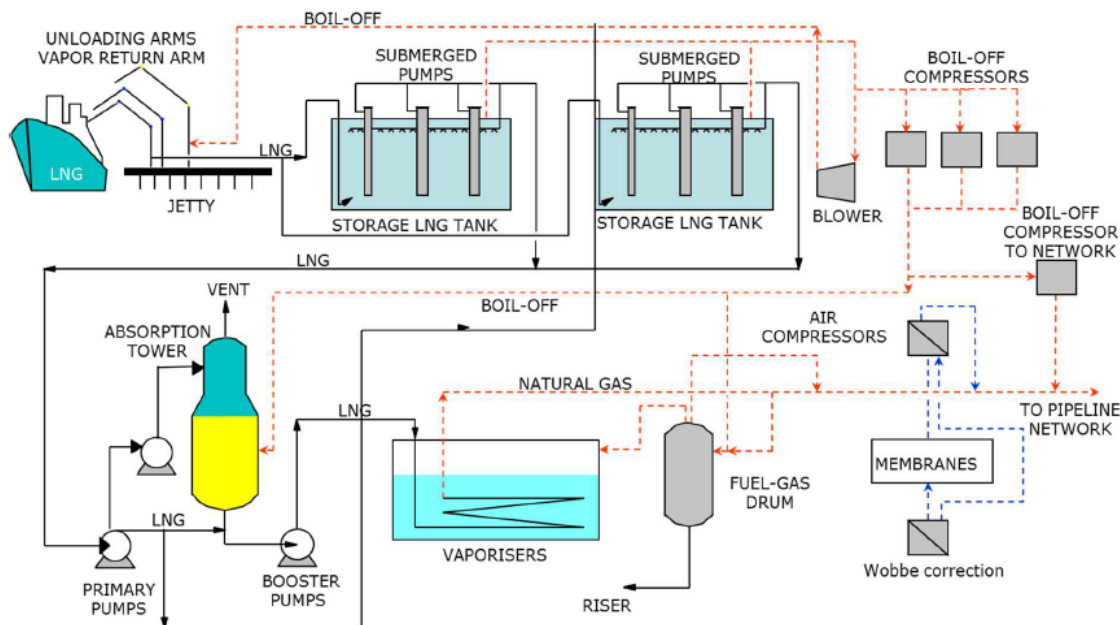 BOIL-OFF
UNLOADING ARMS
VAPOR RETURN ARM
SUBMERGED
PUMPS
SUBMERGED
PUMPS
BOIL-OFF
COMPRESSORS
LNG
LNG
JETTY
STORAGE LNG TANK
STORAGE LNG TANK
BLOWER
BOIL-OFF
COMPRESSOR
TO NETWORK
LNG
VENT
BOIL-OFF
ABSORPTION
TOWER
AIR
COMPRESSORS
NATURAL GAS
LNG
TO PIPELINE
NETWORK
MEMBRANES
FUEL-GAS
DRUM
LNG
VAPORISERS
PRIMARY
PUMPS
BOOSTER
PUMPS
RISER
Wobbe correction